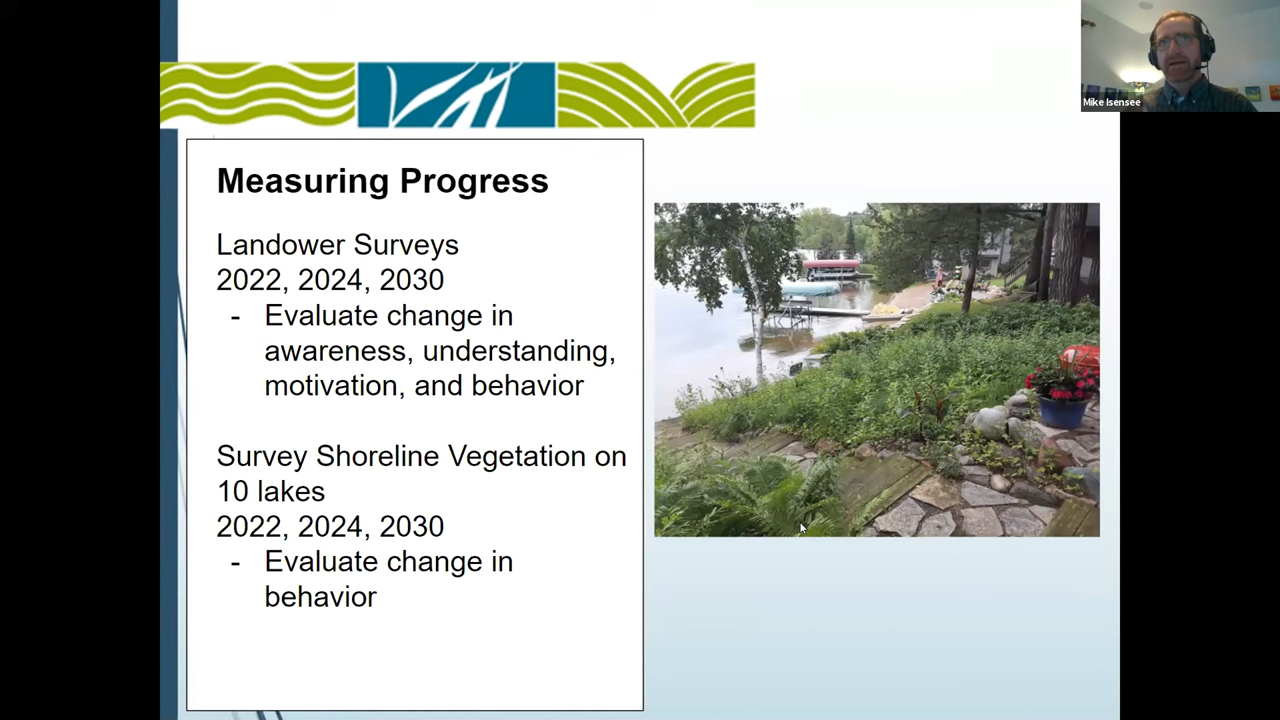 Mike Isensee
Measuring Progress
Landower Surveys
2022, 2024, 2030
- Evaluate change in
awareness, understanding,
motivation, and behavior
Survey Shoreline Vegetation on
10 lakes
2022, 2024, 2030
- Evaluate change in
behavior